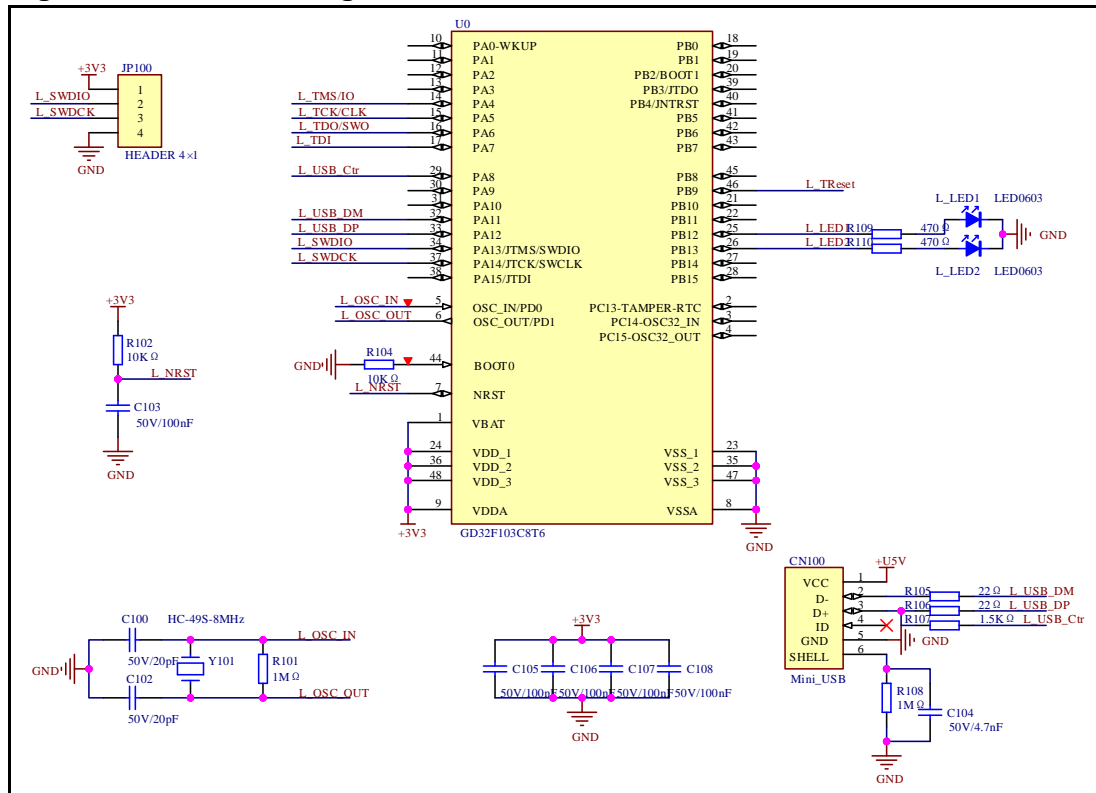 U0
+3V3
JP100
1
2
3
4
L_SWDIO
L_SWDCK
GND
HEADER 4×1
10 PA0-WKUP
11 PA1
12 PA2
13 PA3
L_TMS/IO 14 PA4
L_TCK/CLK 15 PA5
L_TDO/SWO 16 PA6
L_TDI 17 PA7
L_USB_Ctr 29 PA8
30 PA9
31 PA10
L_USB_DM 32 PA11
L_USB_DP 33 PA12
L_SWDIO 34 PA13/JTMS/SWDIO
L_SWDCK 37 PA14/JTCK/SWCLK
38 PA15/JTDI
L_OSC_IN 5 OSC_IN/PD0
L_OSC_OUT 6 OSC_OUT/PD1
GND R104 10KΩ 44 BOOT0
L_NRST 7 NRST
1 VBAT
24 VDD_1
36 VDD_2
48 VDD_3
9 VDDA
+3V3
GD32F103C8T6
PB0 18
PB1 19
PB2/BOOT1 20
PB3/JTDO 39
PB4/JNTRST 40
PB5 41
PB6 42
PB7 43
PB8 45
PB9 46 L_TReset
PB10 21
PB11 22
PB12 25 L_LED1 R109 470Ω
PB13 26 L_LED2 R110 470Ω
PB14 27
PB15 28
PC13-TAMPER-RTC 2
PC14-OSC32_IN 3
PC15-OSC32_OUT 4
VSS_1 23
VSS_2 35
VSS_3 47
VSSA 8
GND
L_LED1 LED0603
GND
L_LED2 LED0603
+3V3
R102
10KΩ
L_NRST
C103
50V/100nF
GND
C100 HC-49S-8MHz
L_OSC_IN
50V/20pF
GND
Y101
R101
1MΩ
C102
L_OSC_OUT
50V/20pF
+3V3
C105 C106 C107 C108
50V/100nF 50V/100nF 50V/100nF 50V/100nF
GND
CN100
+U5V
VCC 1
D- 2 R105 22Ω L_USB_DM
D+ 3 R106 22Ω L_USB_DP
ID 4 R107 1.5KΩ L_USB_Ctr
GND 5 GND
SHELL 6
Mini_USB
R108
1MΩ
C104
50V/4.7nF
GND